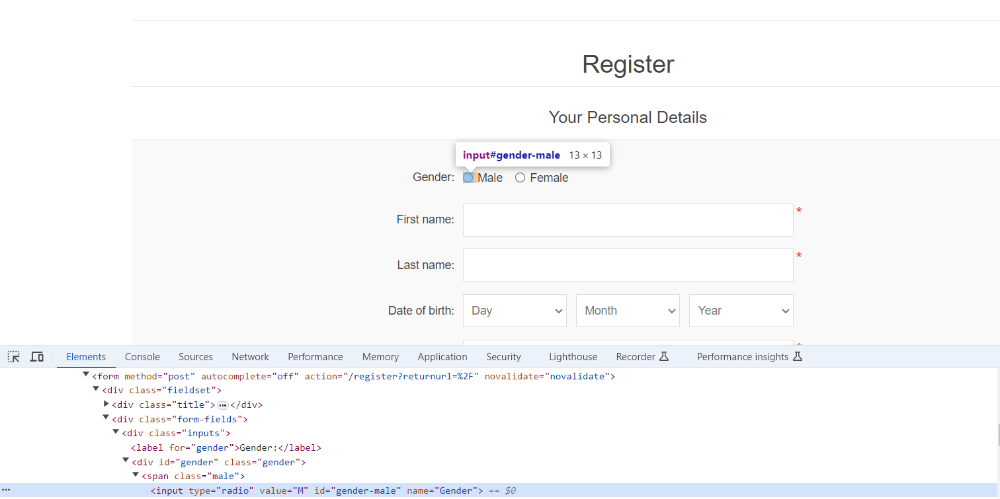 Register
Your Personal Details
input#gender-male 13 × 13
Gender: Male Female
First name: *
Last name: *
Date of birth: Day Month Year
*
Elements Console Sources Network Performance Memory Application Security Lighthouse Recorder Performance insights
<form method="post" autocomplete="off" action="/register?returnurl=%2F" novalidate="novalidate">
<div class="fieldset">
<div class="title">…</div>
<div class="form-fields">
<div class="inputs">
<label for="gender">Gender:</label>
<div id="gender" class="gender">
<span class="male">
… <input type="radio" value="M" id="gender-male" name="Gender"> == $0